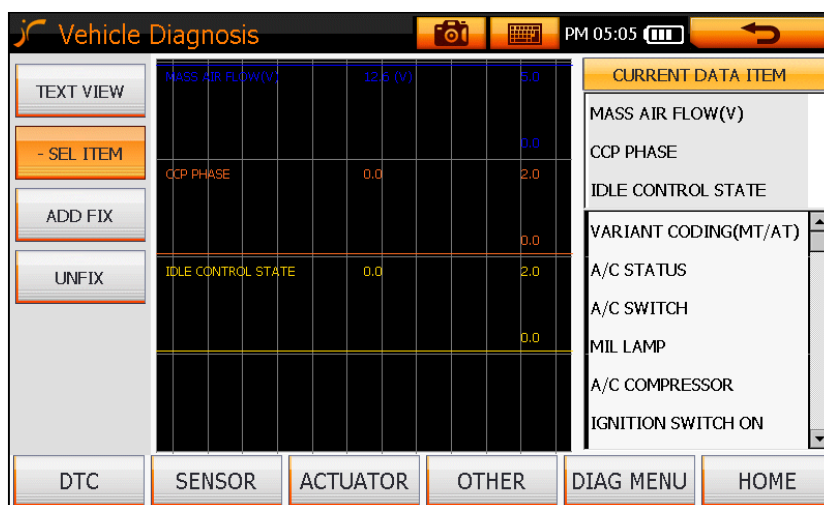 Vehicle Diagnosis
PM 05:05
TEXT VIEW
- SEL ITEM
ADD FIX
UNFIX
MASS AIR FLOW(V) 12.6 (V) 5.0
0.0
CCP PHASE 0.0 2.0
0.0
IDLE CONTROL STATE 0.0 2.0
0.0
CURRENT DATA ITEM
MASS AIR FLOW(V)
CCP PHASE
IDLE CONTROL STATE
VARIANT CODING(MT/AT)
A/C STATUS
A/C SWITCH
MIL LAMP
A/C COMPRESSOR
IGNITION SWITCH ON
DTC SENSOR ACTUATOR OTHER DIAG MENU HOME